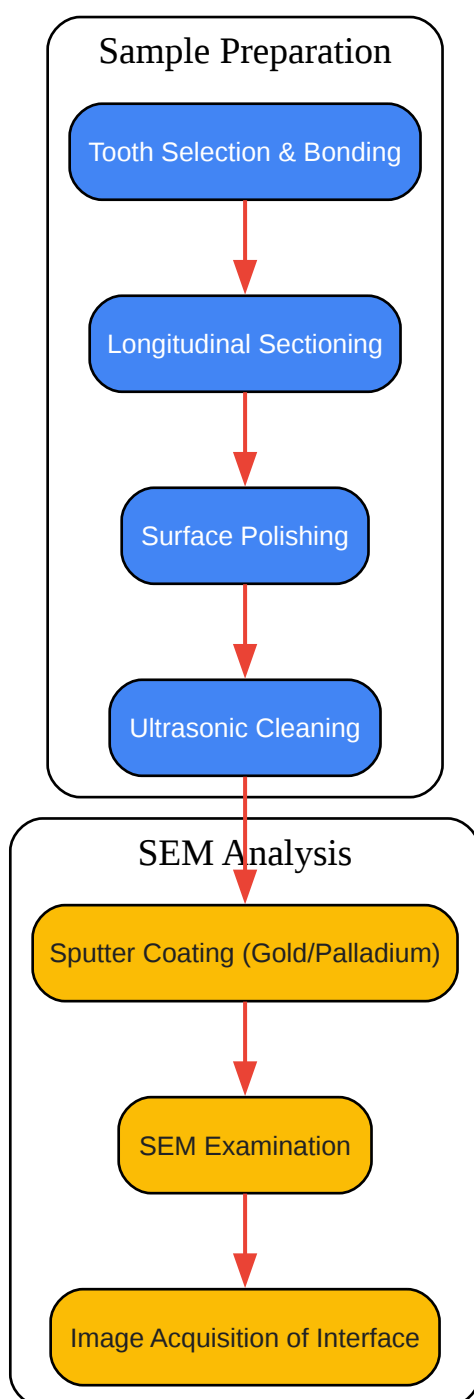 Sample Preparation
Tooth Selection & Bonding
Longitudinal Sectioning
Surface Polishing
Ultrasonic Cleaning
SEM Analysis
Sputter Coating (Gold/Palladium)
SEM Examination
Image Acquisition of Interface